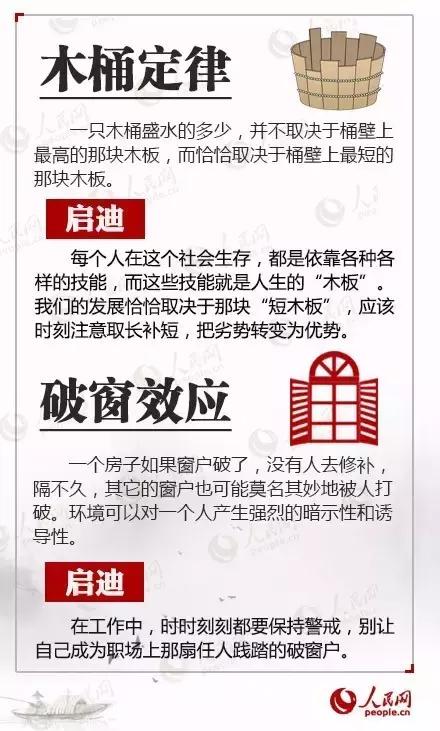 木桶定律
一只木桶盛水的多少，并不取决于桶壁上
最高的那块木板，而恰恰取决于桶壁上最短的
那块木板。
启迪
每个人在这个社会生存，都是依靠各种各
样的技能，而这些技能就是人生的“木板”。
我们的发展恰恰取决于那块“短木板”，应该
时刻注意取长补短，把劣势转变为优势。
破窗效应
一个房子如果窗户破了，没有人去修补，
隔不久，其它的窗户也可能莫名其妙地被人打
破。环境可以对一个人产生强烈的暗示性和诱
导性。
启迪
在工作中，时时刻刻都要保持警戒，别让
自己成为职场上那扇任人践踏的破窗户。
人民网
people.cn